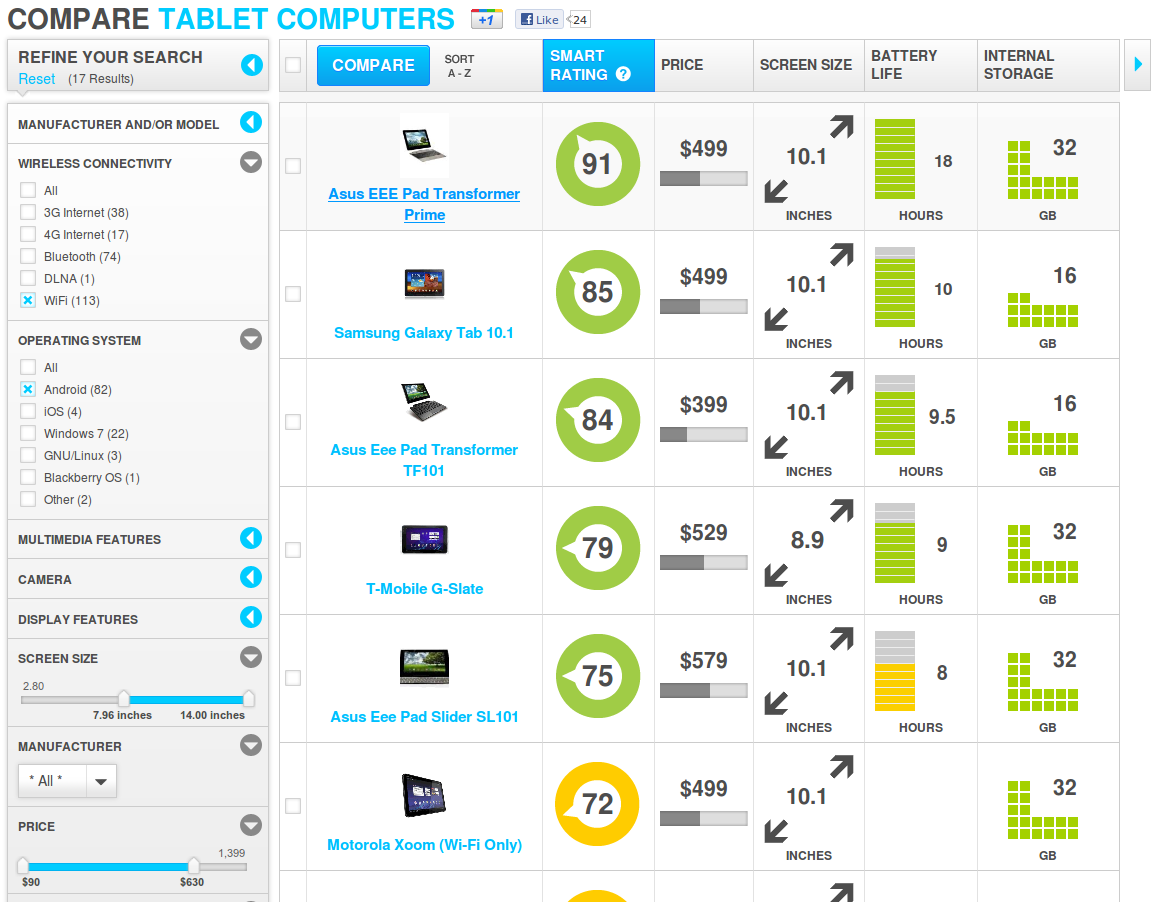 COMPARE TABLET COMPUTERS
+1
Like
24
REFINE YOUR SEARCH
Reset (17 Results)
MANUFACTURER AND/OR MODEL
WIRELESS CONNECTIVITY
All
3G Internet (38)
4G Internet (17)
Bluetooth (74)
DLNA (1)
WiFi (113)
OPERATING SYSTEM
All
Android (82)
iOS (4)
Windows 7 (22)
GNU/Linux (3)
Blackberry OS (1)
Other (2)
MULTIMEDIA FEATURES
CAMERA
DISPLAY FEATURES
SCREEN SIZE
2.80
7.96 inches 14.00 inches
MANUFACTURER
* All *
PRICE
1,399
$90 $630
COMPARE
SORT
A - Z
SMART
RATING ?
PRICE
SCREEN SIZE
BATTERY
LIFE
INTERNAL
STORAGE
Asus EEE Pad Transformer
Prime
91
$499
10.1
INCHES
18
HOURS
32
GB
Samsung Galaxy Tab 10.1
85
$499
10.1
INCHES
10
HOURS
16
GB
Asus Eee Pad Transformer
TF101
84
$399
10.1
INCHES
9.5
HOURS
16
GB
T-Mobile G-Slate
79
$529
8.9
INCHES
9
HOURS
32
GB
Asus Eee Pad Slider SL101
75
$579
10.1
INCHES
8
HOURS
32
GB
Motorola Xoom (Wi-Fi Only)
72
$499
10.1
INCHES
32
GB